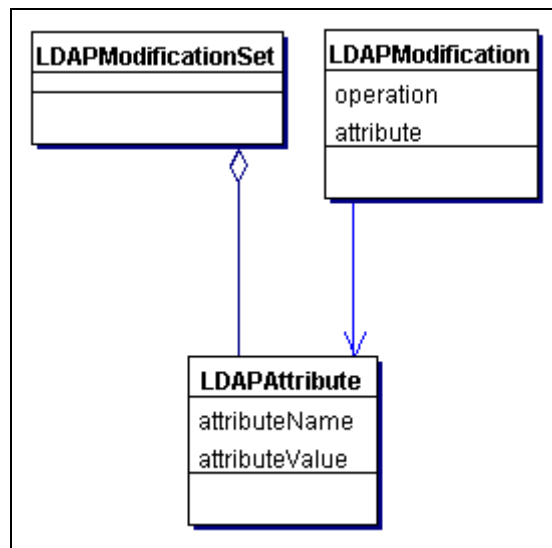 LDAPModificationSet
LDAPModification
operation
attribute
LDAPAttribute
attributeName
attributeValue